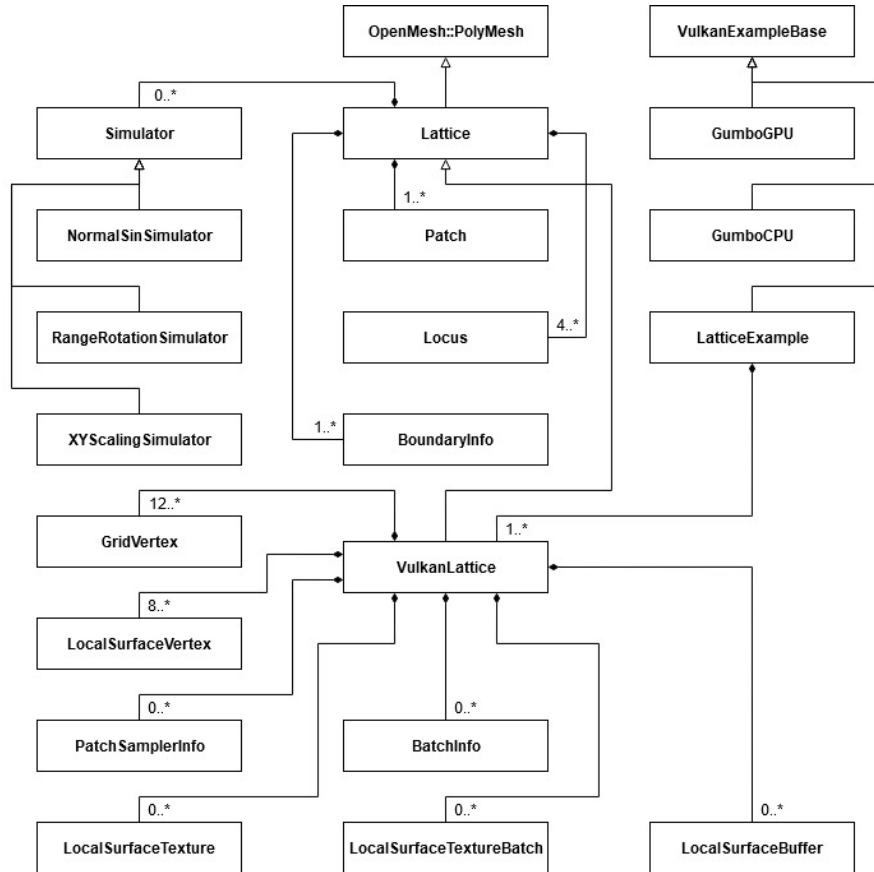 OpenMesh::PolyMesh
VulkanExampleBase
0..*
Simulator
Lattice
GumboGPU
1..*
NormalSinSimulator
Patch
GumboCPU
4..*
RangeRotationSimulator
Locus
LatticeExample
1..*
XYScalingSimulator
BoundaryInfo
12..*
1..*
GridVertex
VulkanLattice
8..*
LocalSurfaceVertex
0..*
0..*
PatchSamplerInfo
BatchInfo
0..*
0..*
0..*
LocalSurfaceTexture
LocalSurfaceTextureBatch
LocalSurfaceBuffer